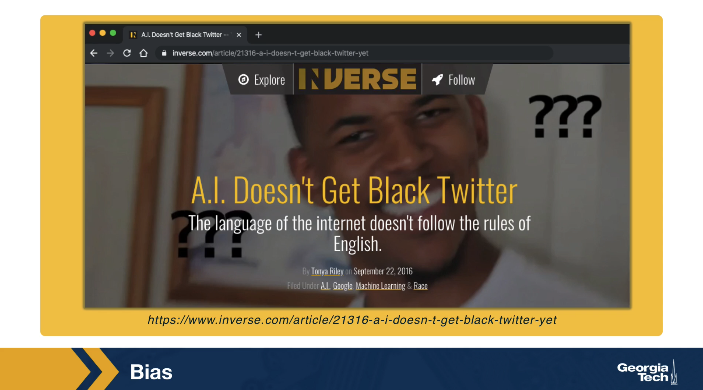 A.I. Doesn't Get Black Twitter –
inverse.com/article/21316-a-i-doesn-t-get-black-twitter-yet
Explore INVERSE Follow
???
A.I. Doesn't Get Black Twitter
???
The language of the internet doesn't follow the rules of
English.
By Tonya Riley on September 22, 2016
Filed Under A.I., Google, Machine Learning & Race
https://www.inverse.com/article/21316-a-i-doesn-t-get-black-twitter-yet
Bias
Georgia
Tech